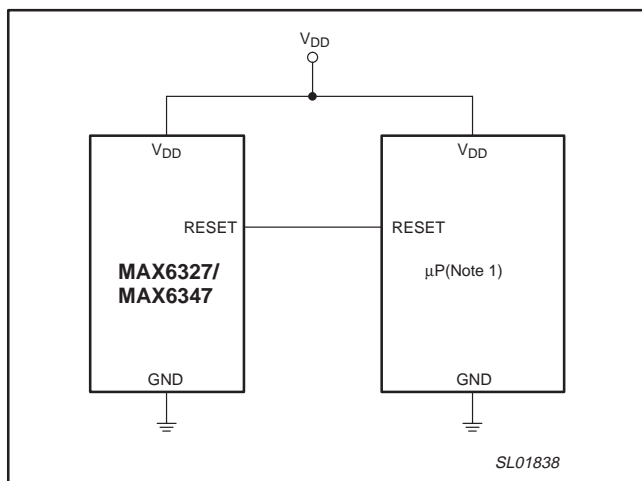 VDD
VDD
VDD
RESET
RESET
MAX6327/
MAX6347
μP(Note 1)
GND
GND
SL01838